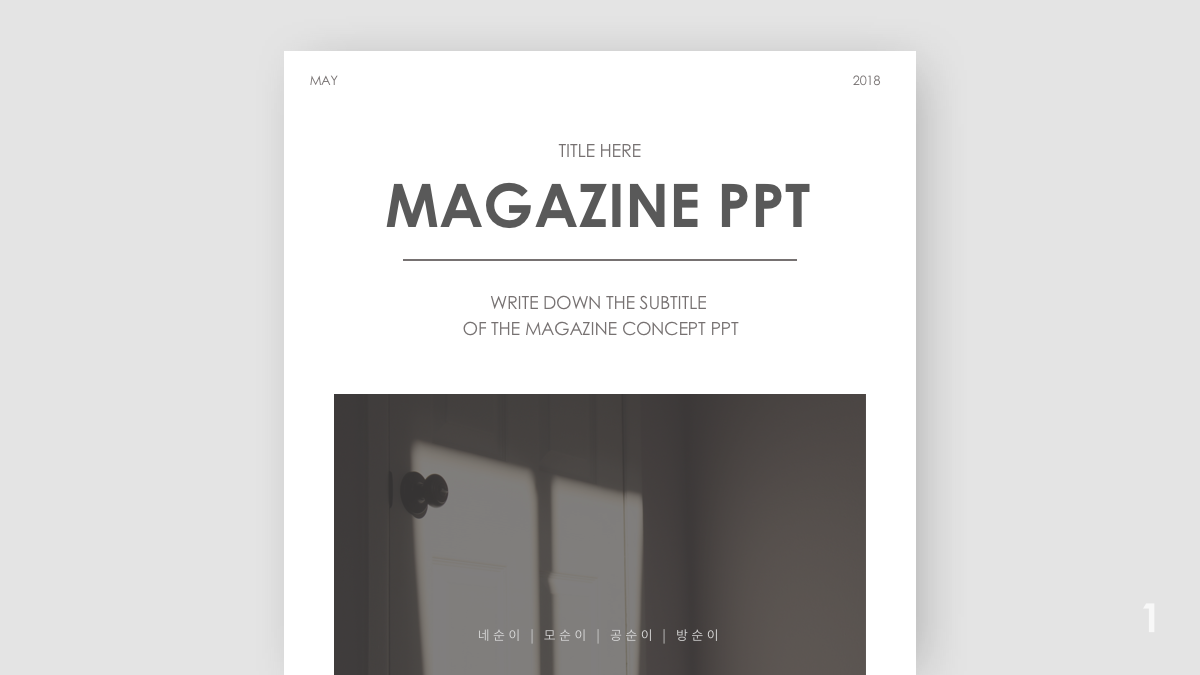 MAY 2018
TITLE HERE
MAGAZINE PPT
WRITE DOWN THE SUBTITLE
OF THE MAGAZINE CONCEPT PPT
네순이 | 모순이 | 공순이 | 방순이
1